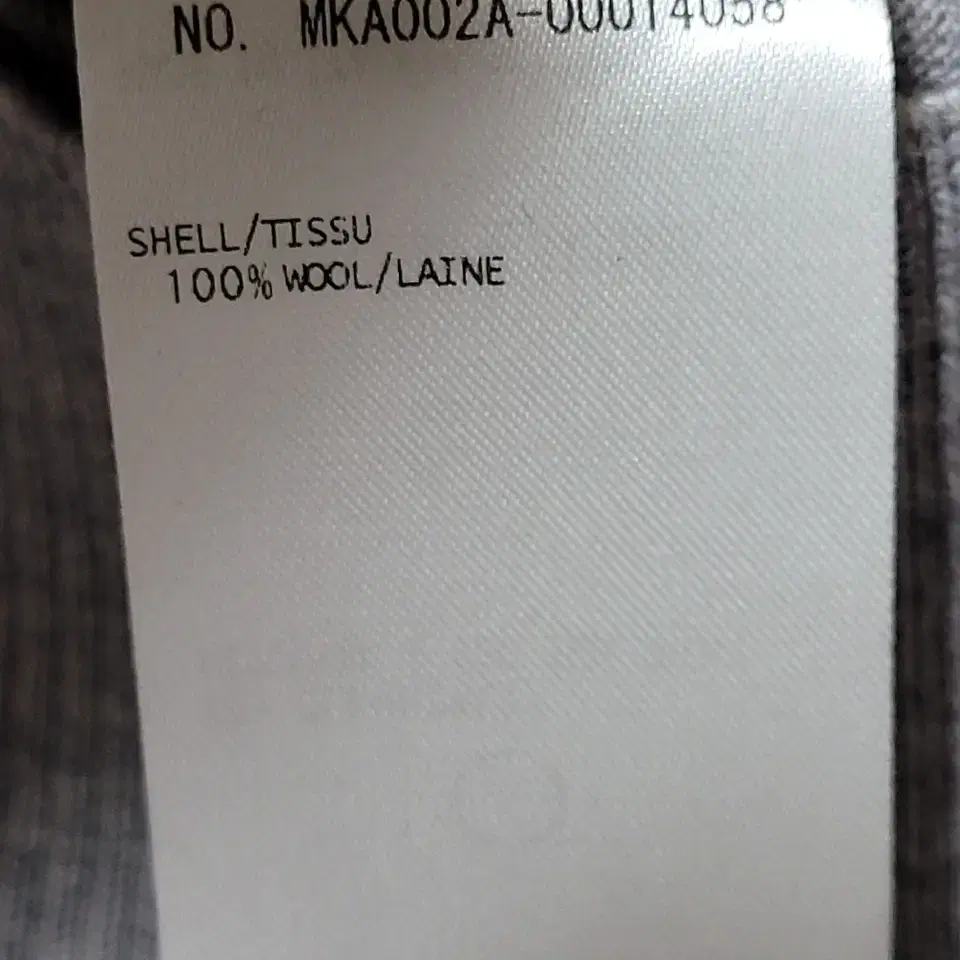 NO. MKA002A-00014058
SHELL/TISSU
100% WOOL/LAINE